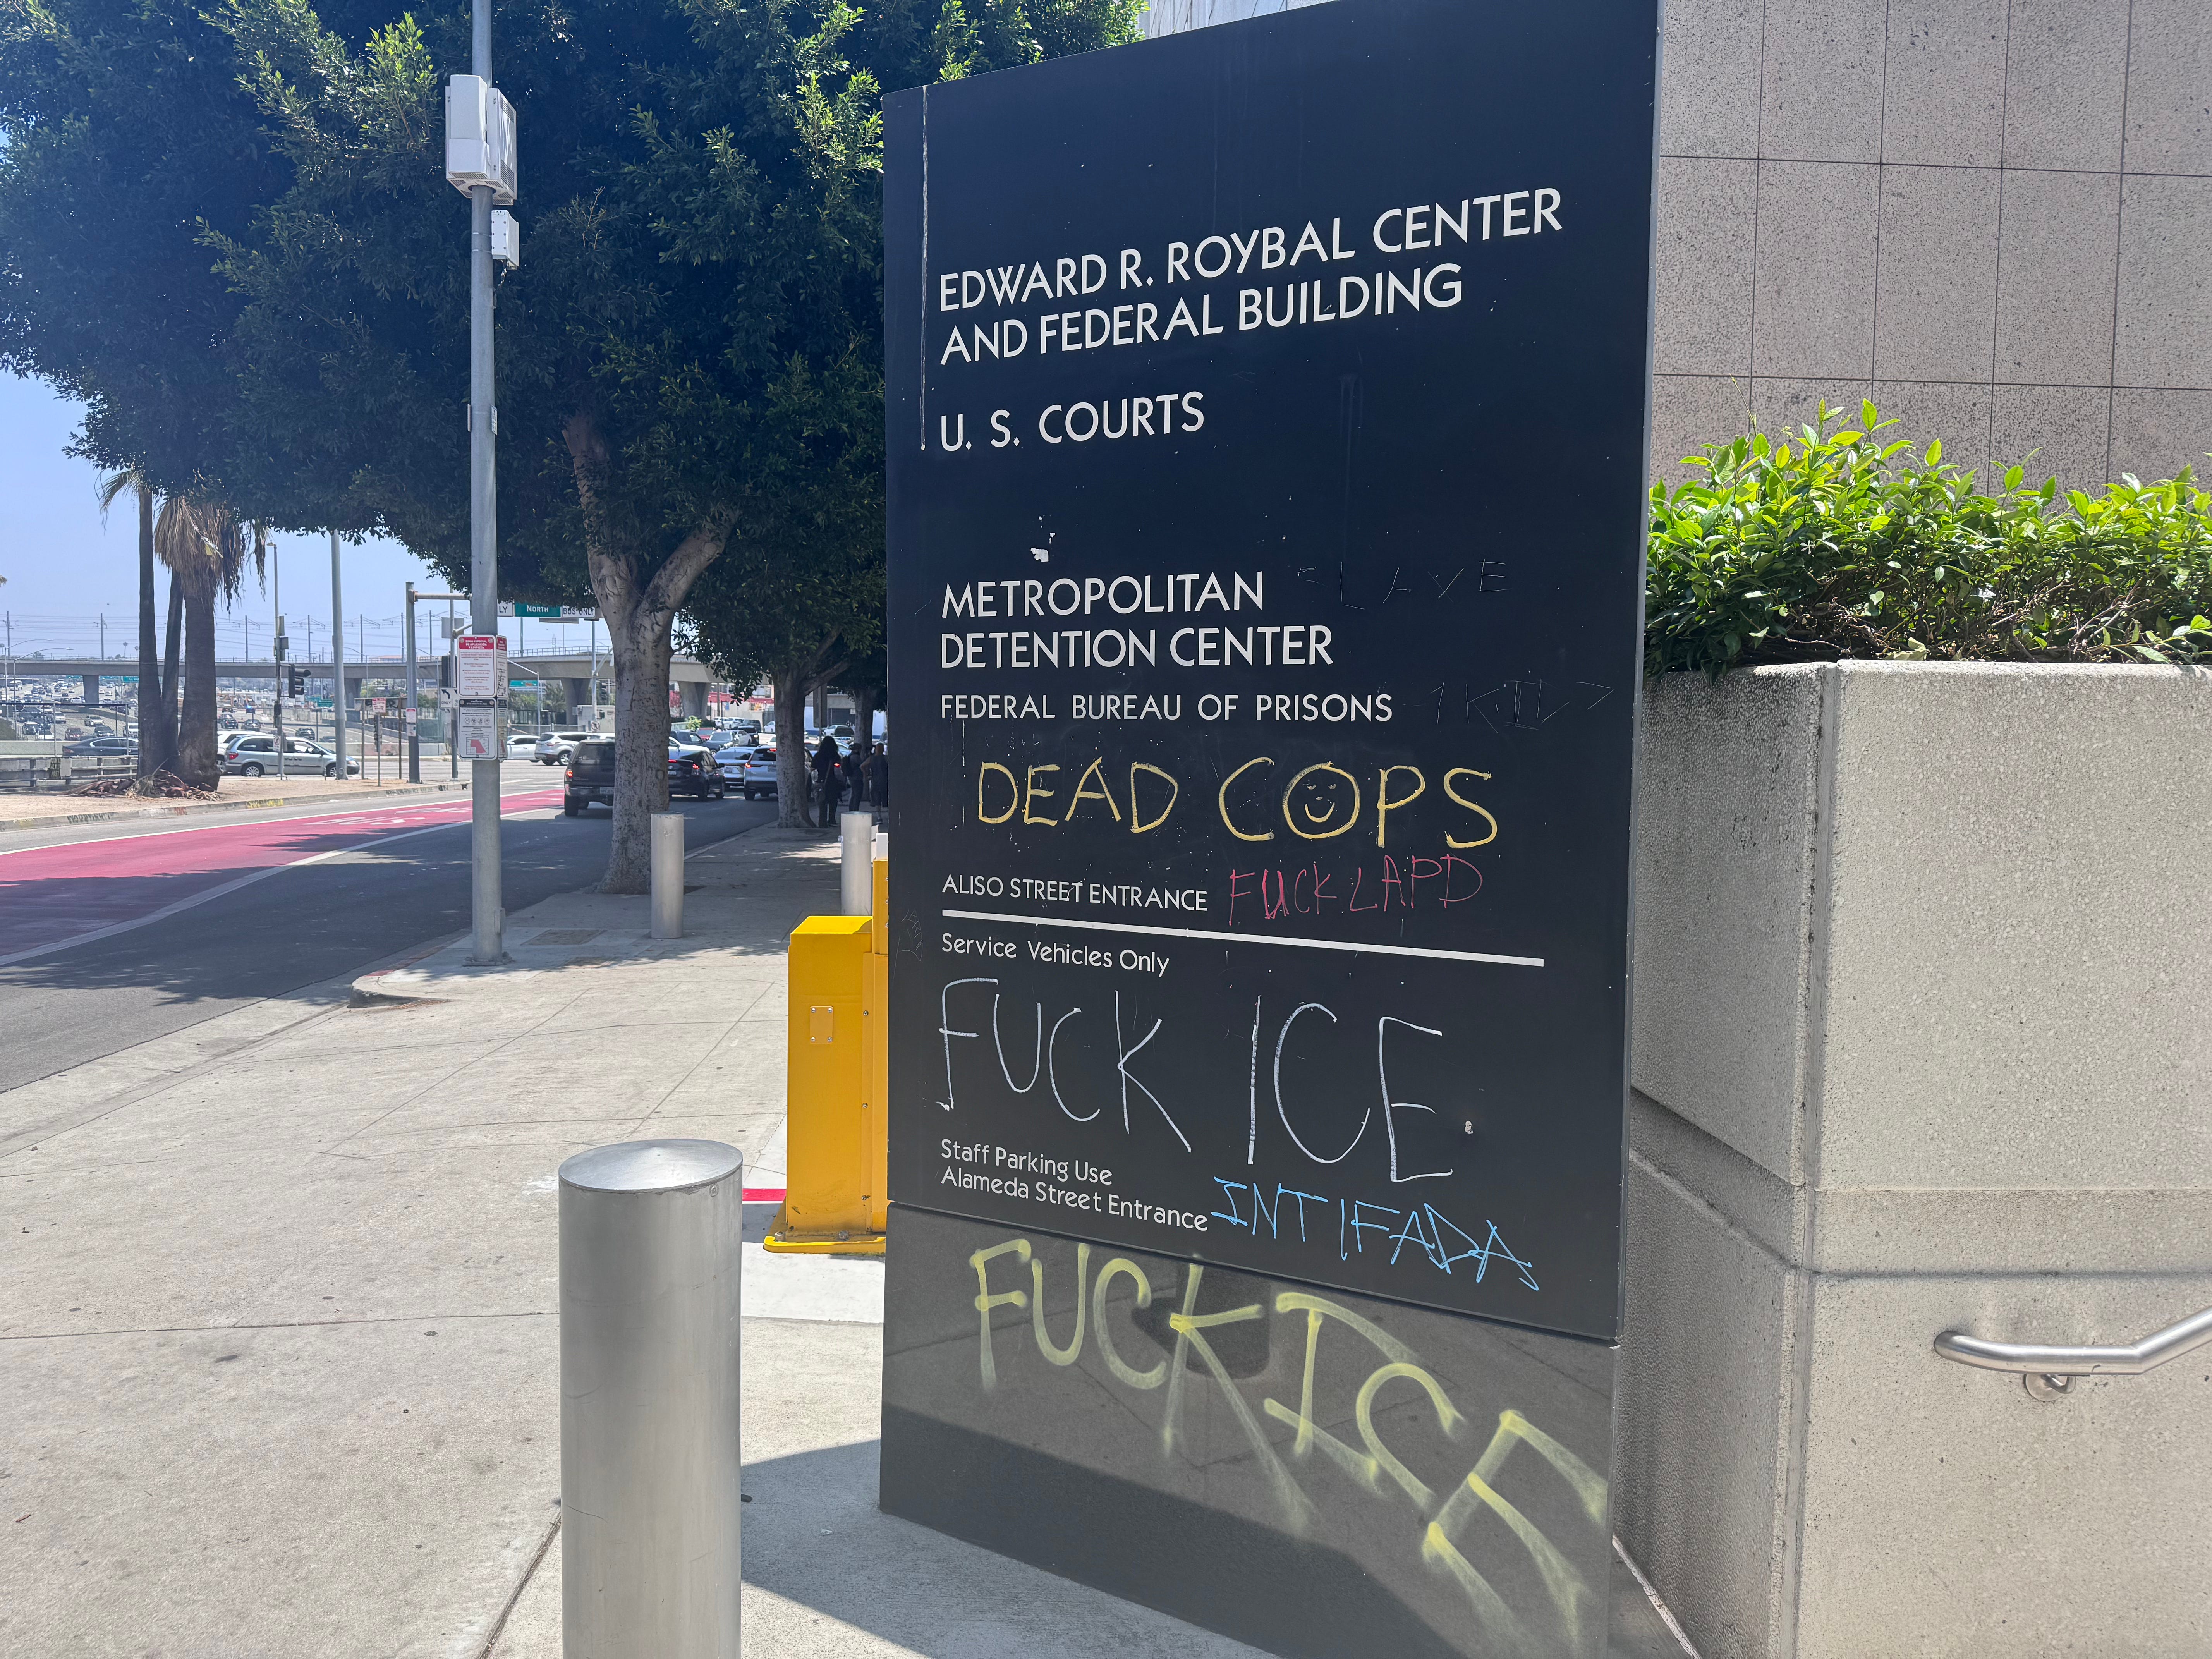 EDWARD R. ROYBAL CENTER
AND FEDERAL BUILDING
U. S. COURTS
METROPOLITAN
DETENTION CENTER
FEDERAL BUREAU OF PRISONS
DEAD COPS
ALISO STREET ENTRANCE
FUCK LAPD
Service Vehicles Only
FUCK ICE
Staff Parking Use
Alameda Street Entrance
INTIFADA
FUCK ICE
NORTH